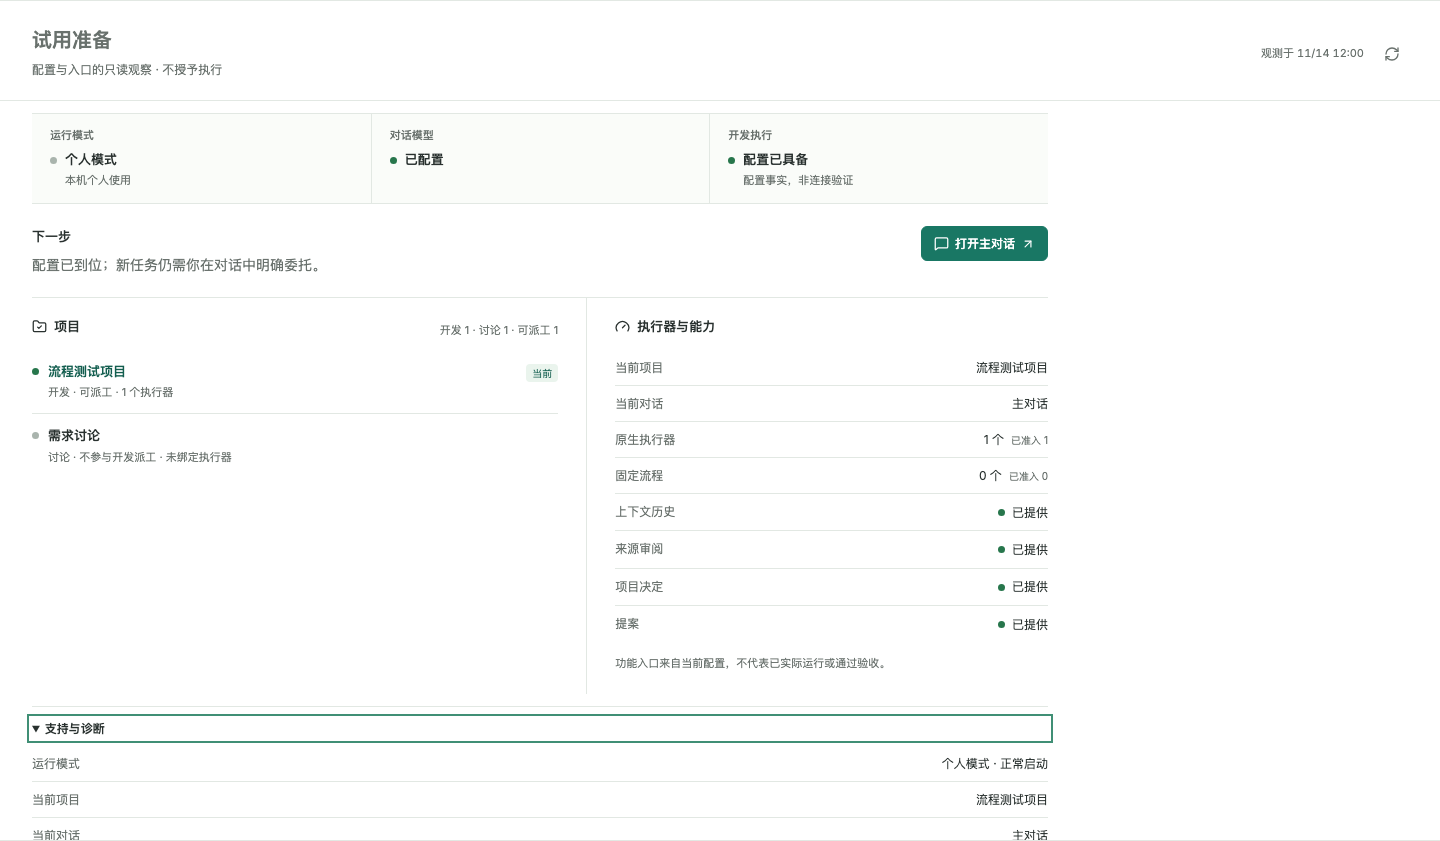 试用准备
配置与入口的只读观察 · 不授予执行
观测于 11/14 12:00
运行模式
个人模式
本机个人使用
对话模型
已配置
开发执行
配置已具备
配置事实，非连接验证
下一步
配置已到位；新任务仍需你在对话中明确委托。
打开主对话
项目
开发 1 · 讨论 1 · 可派工 1
流程测试项目
当前
开发 · 可派工 · 1 个执行器
需求讨论
讨论 · 不参与开发派工 · 未绑定执行器
执行器与能力
当前项目 流程测试项目
当前对话 主对话
原生执行器 1 个 已准入 1
固定流程 0 个 已准入 0
上下文历史 已提供
来源审阅 已提供
项目决定 已提供
提案 已提供
功能入口来自当前配置，不代表已实际运行或通过验收。
支持与诊断
运行模式 个人模式 · 正常启动
当前项目 流程测试项目
当前对话 主对话